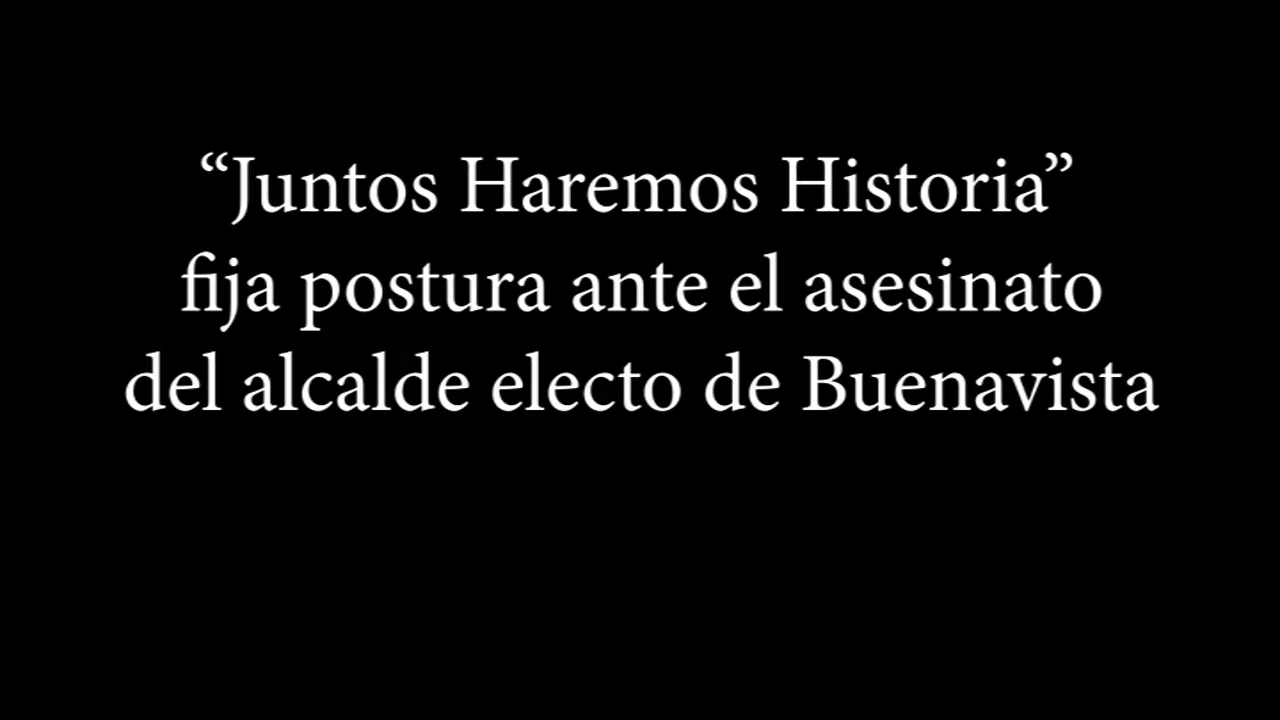 “Juntos Haremos Historia”
fija postura ante el asesinato
del alcalde electo de Buenavista